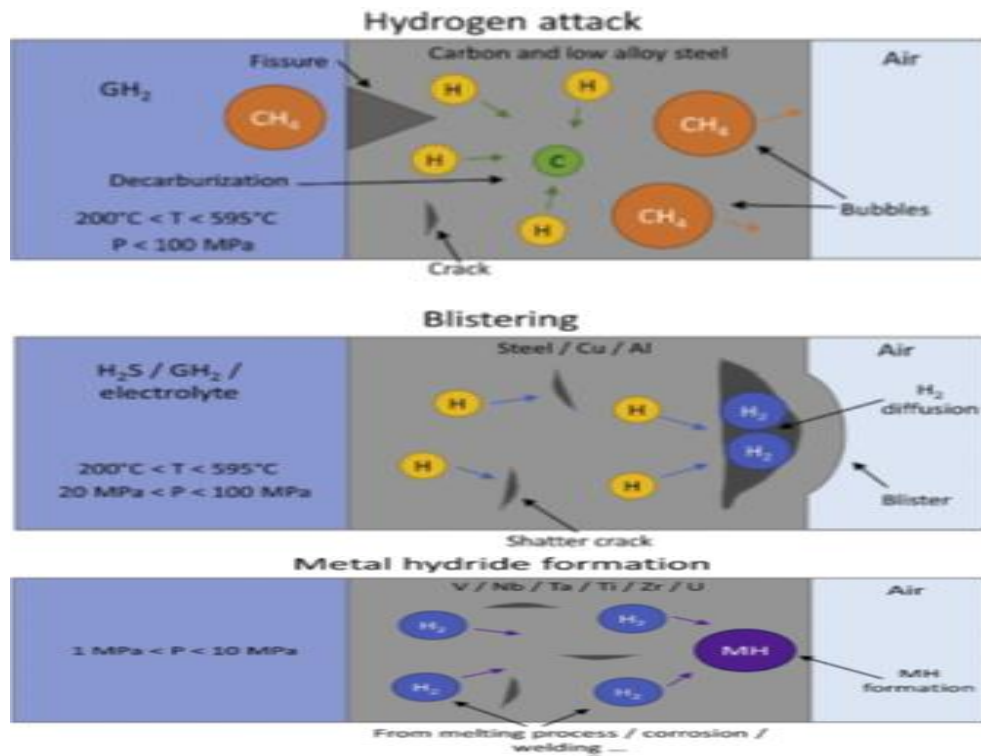 Hydrogen attack
Carbon and low alloy steel
Air
Fissure
GH₂
CH₄
H
H
CH₄
H
C
Decarburization
CH₄
Bubbles
200°C < T < 595°C
P < 100 MPa
H
Crack
Blistering
Steel / Cu / Al
Air
H₂S / GH₂ /
electrolyte
H₂
diffusion
H
H
H₂
H₂
200°C < T < 595°C
20 MPa < P < 100 MPa
H
H
Blister
Shatter crack
Metal hydride formation
V / Nb / Ta / Ti / Zr / U
Air
H₂
H₂
1 MPa < P < 10 MPa
MH
H₂
H₂
MH
formation
From melting process / corrosion /
welding ...